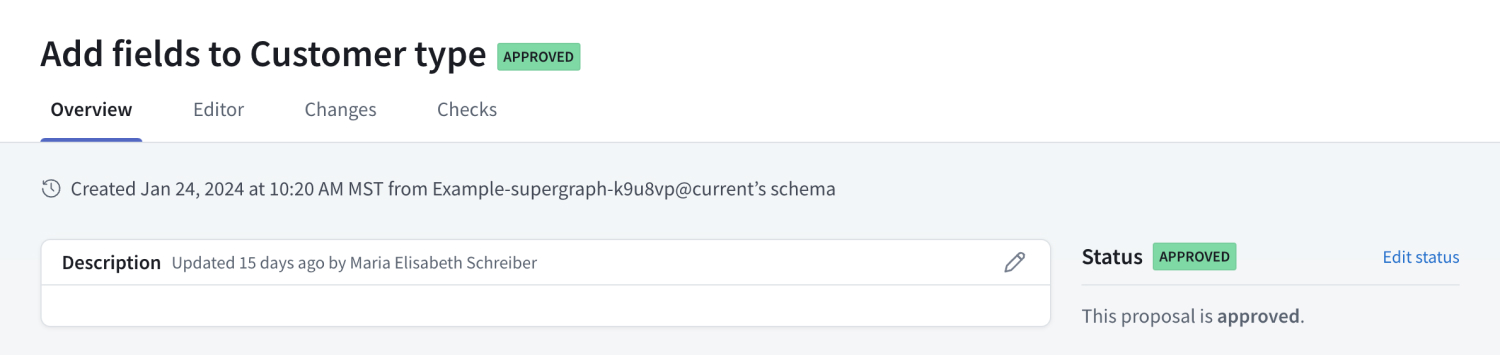 Add fields to Customer type APPROVED
Overview Editor Changes Checks
Created Jan 24, 2024 at 10:20 AM MST from Example-supergraph-k9u8vp@current’s schema
Description Updated 15 days ago by Maria Elisabeth Schreiber
Status APPROVED Edit status
This proposal is approved.